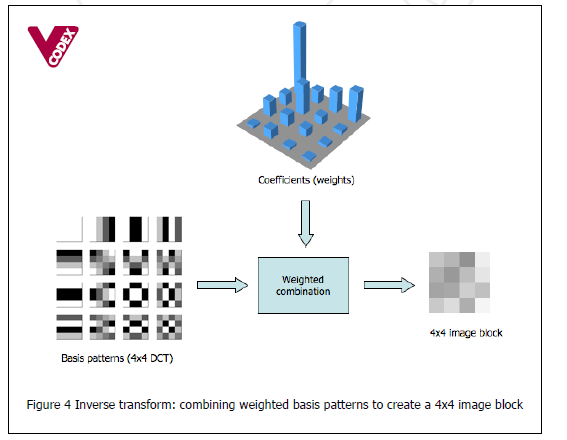 VCODEX
Coefficients (weights)
Weighted
combination
4x4 image block
Basis patterns (4x4 DCT)
Figure 4 Inverse transform: combining weighted basis patterns to create a 4x4 image block